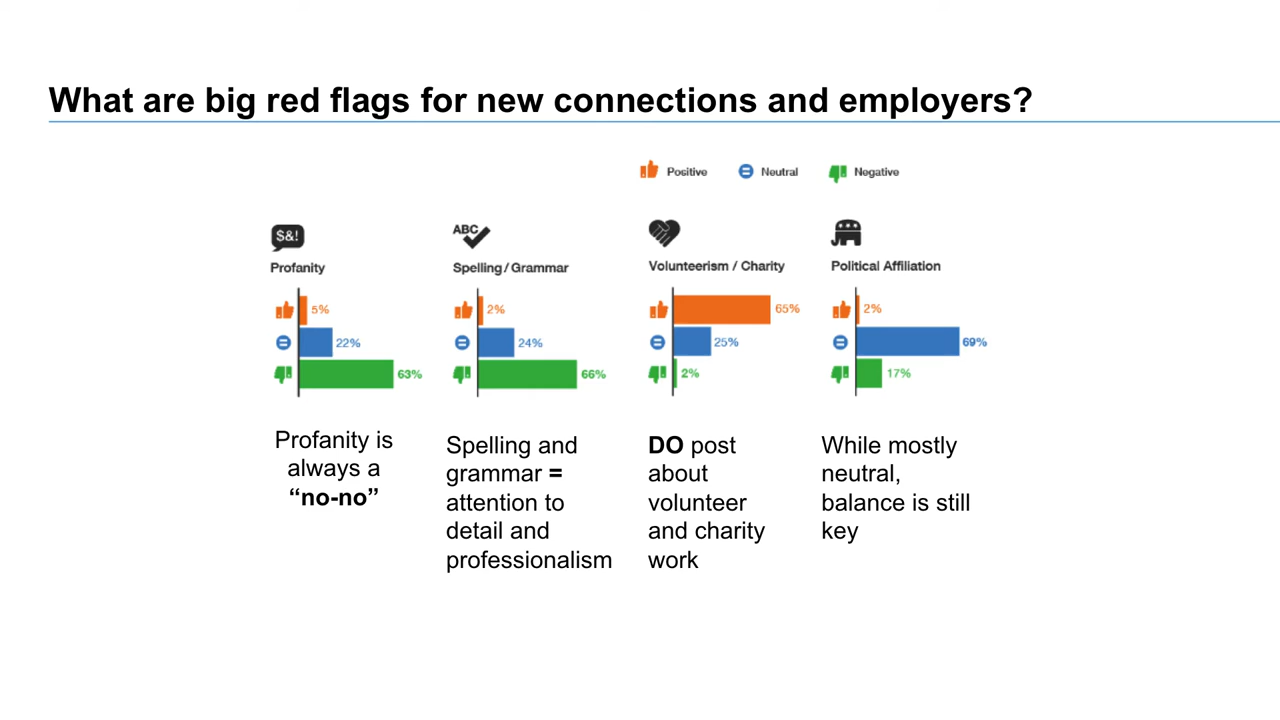 What are big red flags for new connections and employers?
Positive
Neutral
Negative
$&!
Profanity
5%
22%
63%
Profanity is
always a
“no-no”
ABC
Spelling/Grammar
2%
24%
66%
Spelling and
grammar =
attention to
detail and
professionalism
Volunteerism / Charity
65%
25%
2%
DO post
about
volunteer
and charity
work
Political Affiliation
2%
69%
17%
While mostly
neutral,
balance is still
key